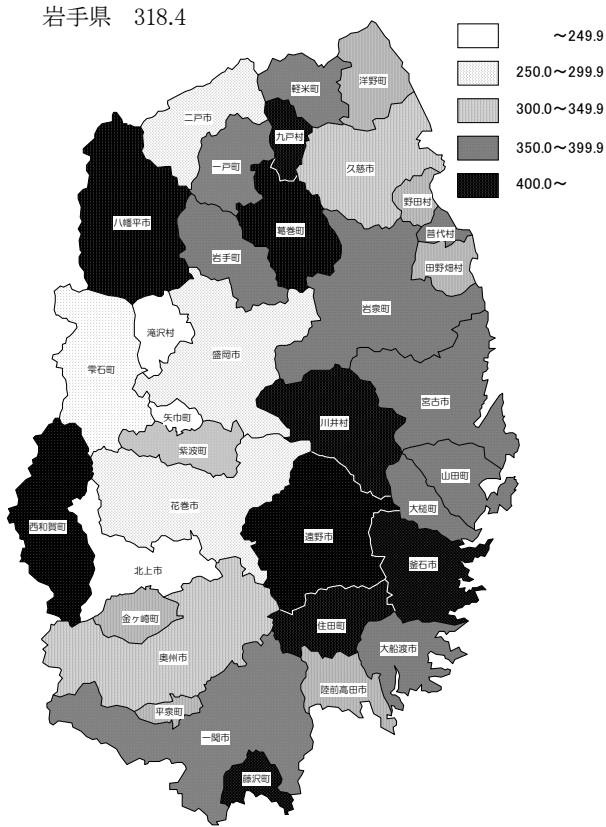 岩手県 318.4
～249.9
250.0～299.9
300.0～349.9
350.0～399.9
400.0～
洋野町
軽米町
二戸市
九戸村
一戸町
久慈市
野田村
八幡平市
葛巻町
普代村
岩手町
田野畑村
岩泉町
滝沢村
盛岡市
雫石町
宮古市
矢巾町
川井村
紫波町
山田町
花巻市
大槌町
西和賀町
遠野市
釜石市
北上市
金ヶ崎町
住田町
大船渡市
奥州市
陸前高田市
平泉町
一関市
藤沢町